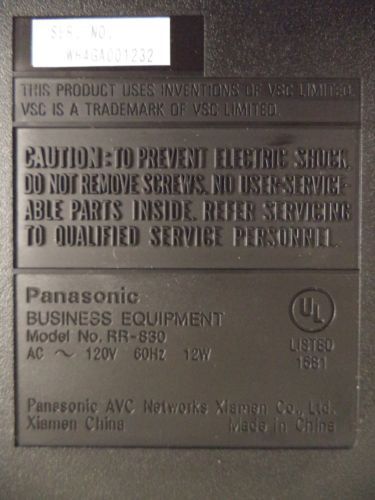 SER. NO.
WH4GA001232
THIS PRODUCT USES INVENTIONS OF VSC LIMITED.
VSC IS A TRADEMARK OF VSC LIMITED.
CAUTION: TO PREVENT ELECTRIC SHOCK
DO NOT REMOVE SCREWS. NO USER-SERVICE-
ABLE PARTS INSIDE. REFER SERVICING
TO QUALIFIED SERVICE PERSONNEL.
Panasonic
BUSINESS EQUIPMENT
Model No. RR-830
AC ~ 120V 60Hz 12W
UL
LISTED
1681
Panasonic AVC Networks Xiamen Co., Ltd.
Xiamen China Made in China